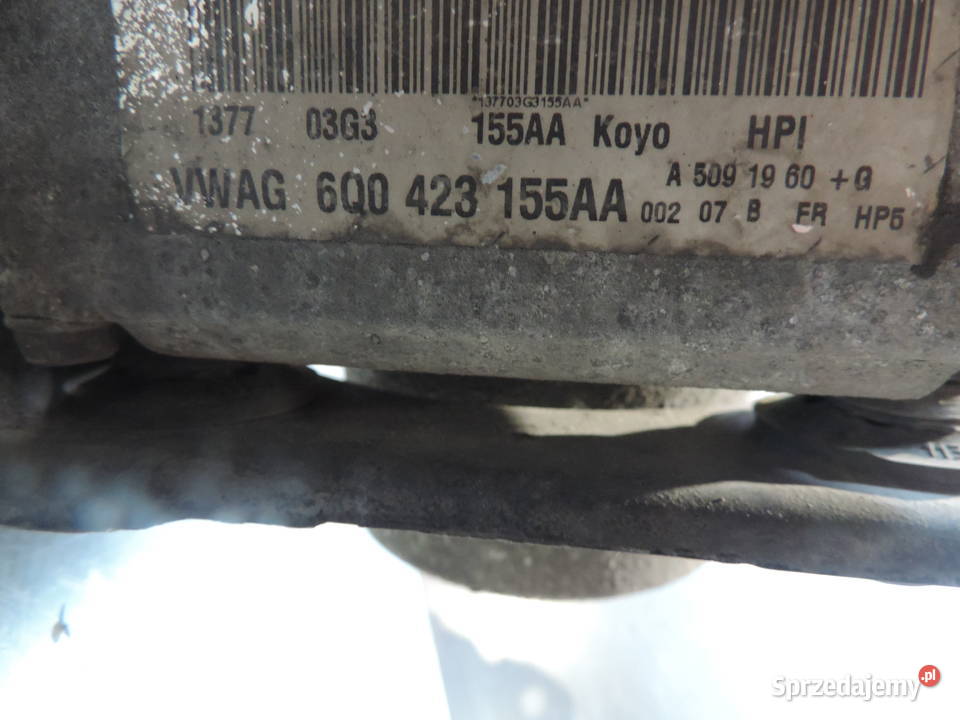 *137703G3155AA*
1377 03G3 155AA Koyo HPI
VWAG 6Q0 423 155AA A 509 19 60 +G
002 07 B FR HP5
Sprzedajemy.pl